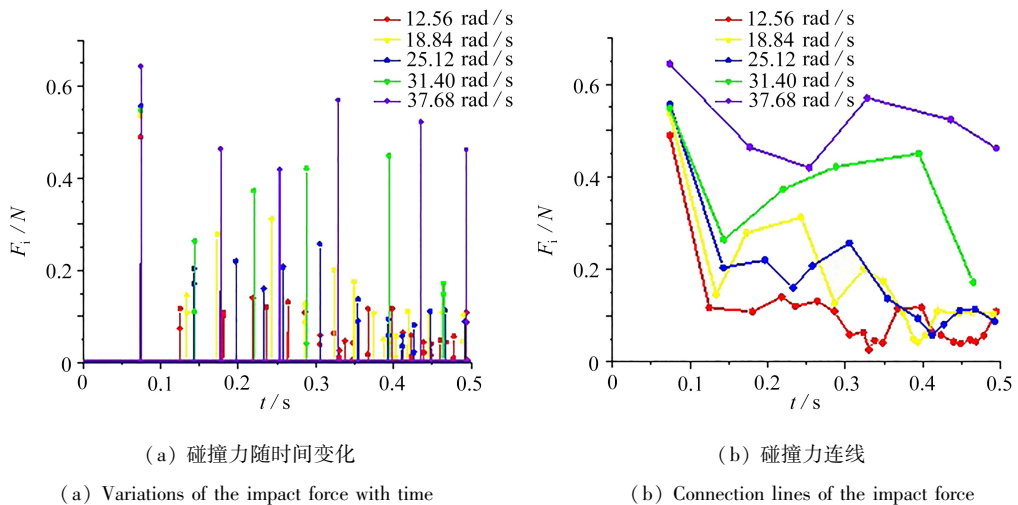 12.56 rad/s
18.84 rad/s
25.12 rad/s
31.40 rad/s
37.68 rad/s
0.6
0.4
0.2
0
F_i/N
0 0.1 0.2 0.3 0.4 0.5
t/s
(a) 碰撞力随时间变化
(a) Variations of the impact force with time
12.56 rad/s
18.84 rad/s
25.12 rad/s
31.40 rad/s
37.68 rad/s
0.6
0.4
0.2
0
F_i/N
0 0.1 0.2 0.3 0.4 0.5
t/s
(b) 碰撞力连线
(b) Connection lines of the impact force